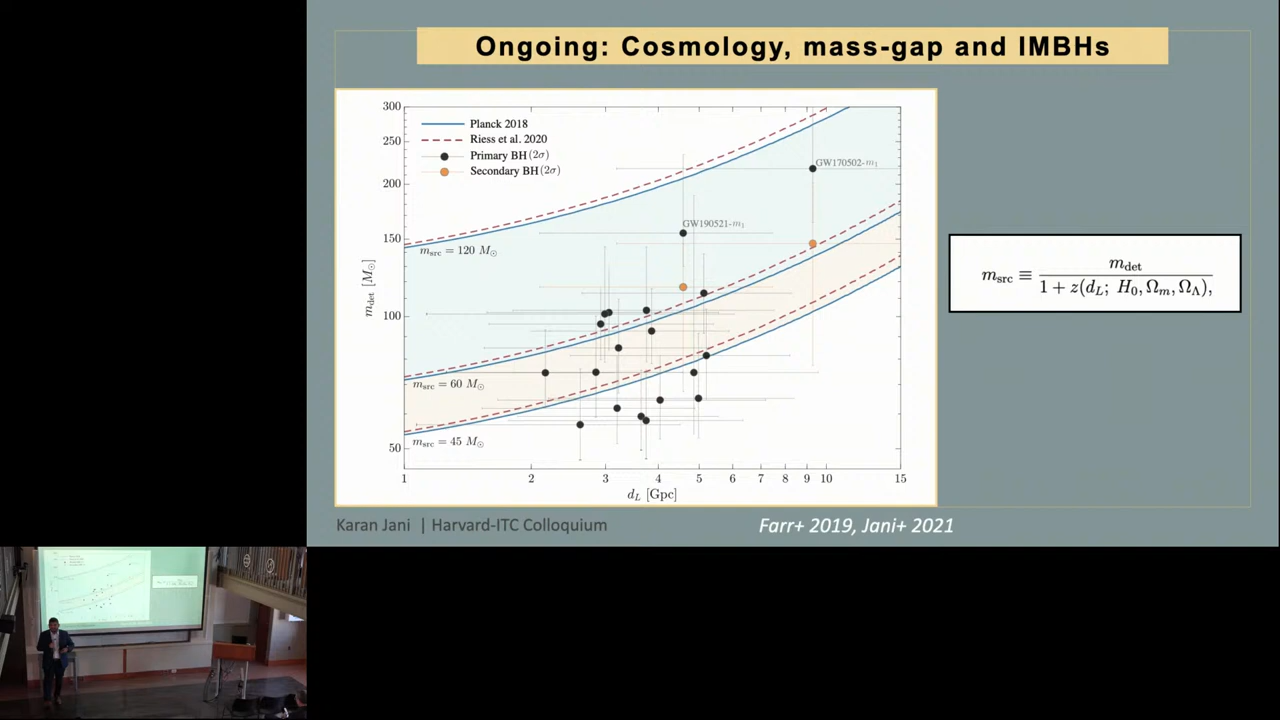 Ongoing: Cosmology, mass-gap and IMBHs
300
250
200
150
100
50
m_det [M_⊙]
Planck 2018
Riess et al. 2020
Primary BH (2σ)
Secondary BH (2σ)
GW170502-m₁
GW190521-m₁
m_src = 120 M_⊙
m_src = 60 M_⊙
m_src = 45 M_⊙
1 2 3 4 5 6 7 8 9 10 15
d_L [Gpc]
m_src ≡ m_det / 1 + z(d_L; H₀, Ω_m, Ω_Λ),
Karan Jani | Harvard-ITC Colloquium
Farr+ 2019, Jani+ 2021